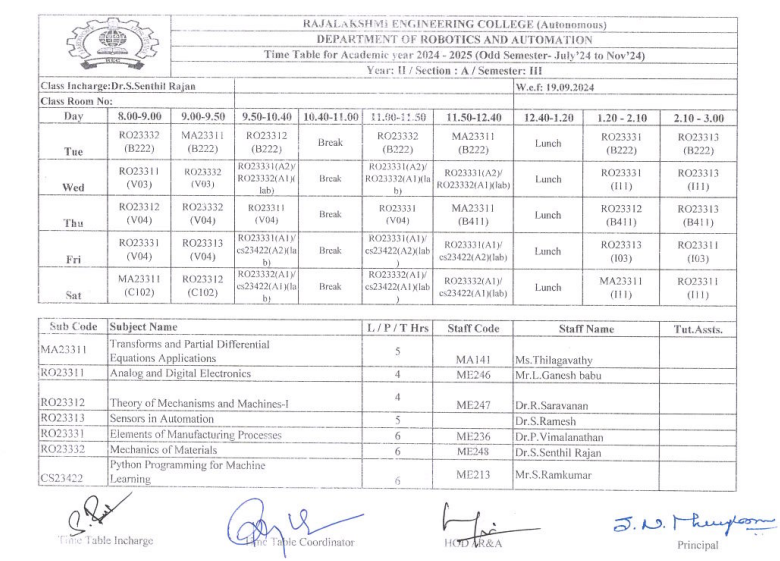 RAJALAKSHMI ENGINEERING COLLEGE (Autonomous)
DEPARTMENT OF ROBOTICS AND AUTOMATION
Time Table for Academic year 2024 - 2025 (Odd Semester- July'24 to Nov'24)
Year: II / Section : A / Semester: III
REC
Class Incharge:Dr.S.Senthil Rajan W.e.f: 19.09.2024
Class Room No:
Day 8.00-9.00 9.00-9.50 9.50-10.40 10.40-11.00 11.00-11.50 11.50-12.40 12.40-1.20 1.20 - 2.10 2.10 - 3.00
RO23332 MA23311 RO23312 RO23332 MA23311 RO23331 RO23313
Tue (B222) (B222) (B222) Break (B222) (B222) Lunch (B222) (B222)
RO23331(A2)/ RO23331(A2)/
RO23311 RO23332 RO23332(A1)( RO23332(A1)(la RO23331(A2)/ RO23331 RO23313
Wed (V03) (V03) lab) Break b) RO23332(A1)(lab) Lunch (I11) (I11)
RO23312 RO23332 RO23311 RO23331 MA23311 RO23312 RO23313
Thu (V04) (V04) (V04) Break (V04) (B411) Lunch (B411) (B411)
RO23331(A1)/ RO23331(A1)/
RO23331 RO23313 cs23422(A2)(la cs23422(A2)(lab RO23331(A1)/ RO23313 RO23311
Fri (V04) (V04) b) Break ) cs23422(A2)(lab) Lunch (I03) (I03)
RO23332(A2)/ RO23332(A2)/
MA23311 RO23312 cs23422(A1)(la cs23422(A1)(lab RO23332(A2)/ MA23311 RO23313
Sat (C102) (C102) b) Break ) cs23422(A1)(lab) Lunch (I11) (I11)
Sub Code Subject Name L / P / T Hrs Staff Code Staff Name Tut.Assts.
Transforms and Partial Differential
MA23311 Equations Applications 5 MA141 Ms.Thilagavathy
RO23311 Analog and Digital Electronics 4 ME246 Mr.L.Ganesh babu
RO23312 Theory of Mechanisms and Machines-I 4 ME247 Dr.R.Saravanan
RO23313 Sensors in Automation 5 Dr.S.Ramesh
RO23331 Elements of Manufacturing Processes 6 ME236 Dr.P.Vimalanathan
RO23332 Mechanics of Materials 6 ME248 Dr.S.Senthil Rajan
Python Programming for Machine
CS23422 Learning 6 ME213 Mr.S.Ramkumar
Time Table Incharge Time Table Coordinator HOD/R&A Principal